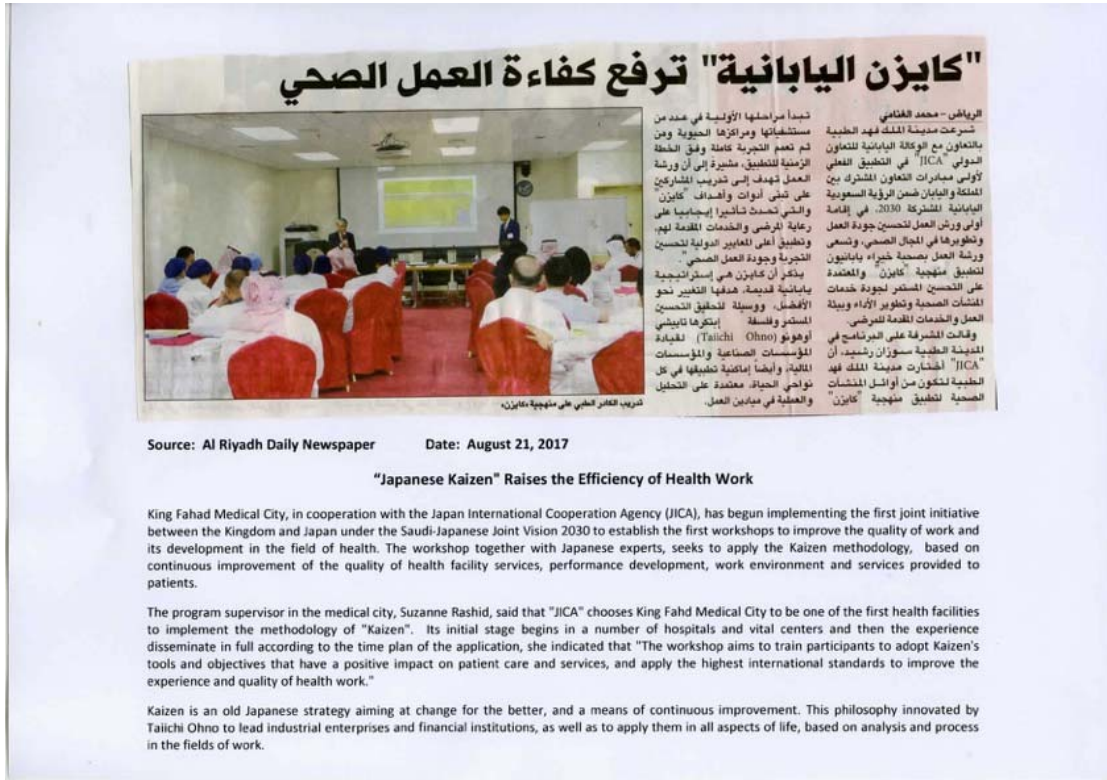 "كايزن اليابانية" ترفع كفاءة العمل الصحي
الرياض - محمد الغنامي
شرعت مدينة الملك فهد الطبية
بالتعاون مع الوكالة اليابانية للتعاون
الدولي "JICA" في التطبيق الفعلي
لأولى مبادرات التعاون المشترك بين
المملكة واليابان ضمن الرؤية السعودية
اليابانية المشتركة 2030، في إقامة
أولى ورش العمل لتحسين جودة العمل
وتطويرها في المجال الصحي، وتسعى
ورشة العمل بصحبة خبراء يابانيون
لتطبيق منهجية "كايزن" والمعتمدة
على التحسين المستمر لجودة خدمات
المنشآت الصحية وتطوير الأداء وبيئة
العمل والخدمات المقدمة للمرضى.
وقالت المشرفة على البرنامج في
المدينة الطبية سوزان رشيد، أن
"JICA" اختارت مدينة الملك فهد
الطبية لتكون من أوائل المنشآت
الصحية لتطبيق منهجية "كايزن"
تبدأ مراحلها الأولية في عدد من
مستشفياتها ومراكزها الحيوية ومن
ثم تعمم التجربة كاملة وفق الخطة
الزمنية للتطبيق، مشيرة إلى أن ورشة
العمل تهدف إلى تدريب المشاركين
على تبني أدوات وأهداف "كايزن"
والتي تحدث تأثيرا إيجابيا على
رعاية المرضى والخدمات المقدمة لهم،
وتطبيق أعلى المعايير الدولية لتحسين
التجربة وجودة العمل الصحي".
يذكر أن كايزن هي إستراتيجية
يابانية قديمة، هدفها التغيير نحو
الأفضل، ووسيلة لتحقيق التحسين
المستمر وفلسفة إبتكرها تاييشي
أوهونو (Taiichi Ohno) لقيادة
المؤسسات الصناعية والمؤسسات
المالية، وأيضا إماكنية تطبيقها في كل
نواحي الحياة، معتمدة على التحليل
والعملية في ميادين العمل.
تدريب الكادر الطبي على منهجية «كايزن»
Source: Al Riyadh Daily Newspaper Date: August 21, 2017
"Japanese Kaizen" Raises the Efficiency of Health Work
King Fahad Medical City, in cooperation with the Japan International Cooperation Agency (JICA), has begun implementing the first joint initiative
between the Kingdom and Japan under the Saudi-Japanese Joint Vision 2030 to establish the first workshops to improve the quality of work and
its development in the field of health. The workshop together with Japanese experts, seeks to apply the Kaizen methodology, based on
continuous improvement of the quality of health facility services, performance development, work environment and services provided to
patients.
The program supervisor in the medical city, Suzanne Rashid, said that "JICA" chooses King Fahd Medical City to be one of the first health facilities
to implement the methodology of "Kaizen". Its initial stage begins in a number of hospitals and vital centers and then the experience
disseminate in full according to the time plan of the application, she indicated that "The workshop aims to train participants to adopt Kaizen's
tools and objectives that have a positive impact on patient care and services, and apply the highest international standards to improve the
experience and quality of health work."
Kaizen is an old Japanese strategy aiming at change for the better, and a means of continuous improvement. This philosophy innovated by
Taiichi Ohno to lead industrial enterprises and financial institutions, as well as to apply them in all aspects of life, based on analysis and process
in the fields of work.